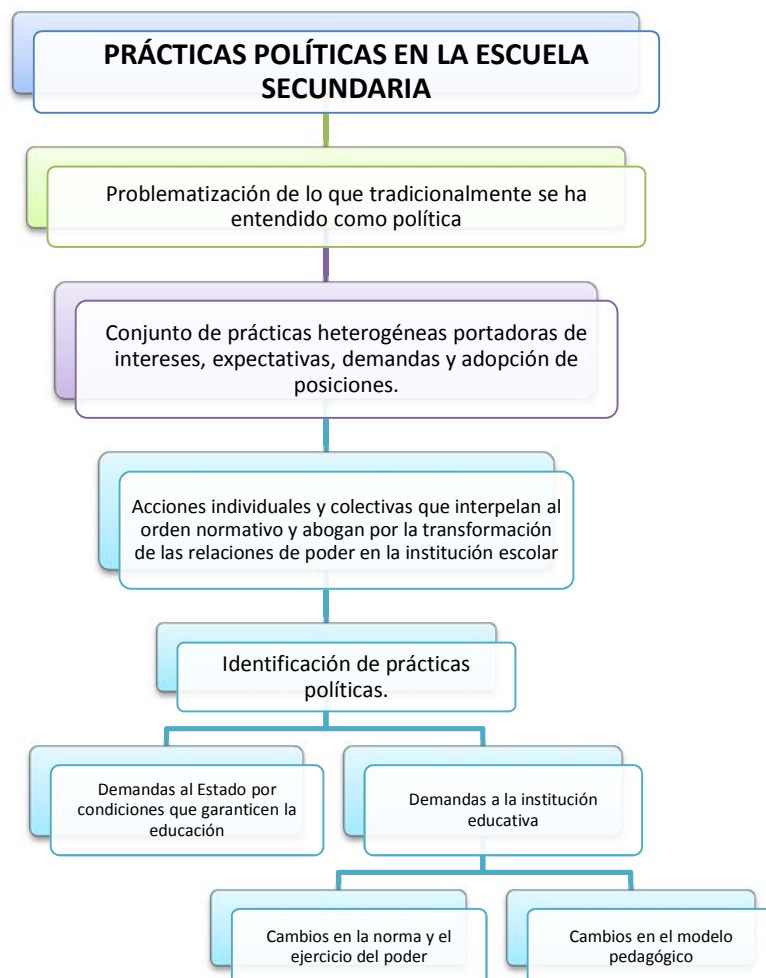 PRÁCTICAS POLÍTICAS EN LA ESCUELA
SECUNDARIA
Problematización de lo que tradicionalmente se ha
entendido como política
Conjunto de prácticas heterogéneas portadoras de
intereses, expectativas, demandas y adopción de
posiciones.
Acciones individuales y colectivas que interpelan al
orden normativo y abogan por la transformación
de las relaciones de poder en la institución escolar
Identificación de prácticas
políticas.
Demandas al Estado por
condiciones que garanticen la
educación
Demandas a la institución
educativa
Cambios en la norma y el
ejercicio del poder
Cambios en el modelo
pedagógico